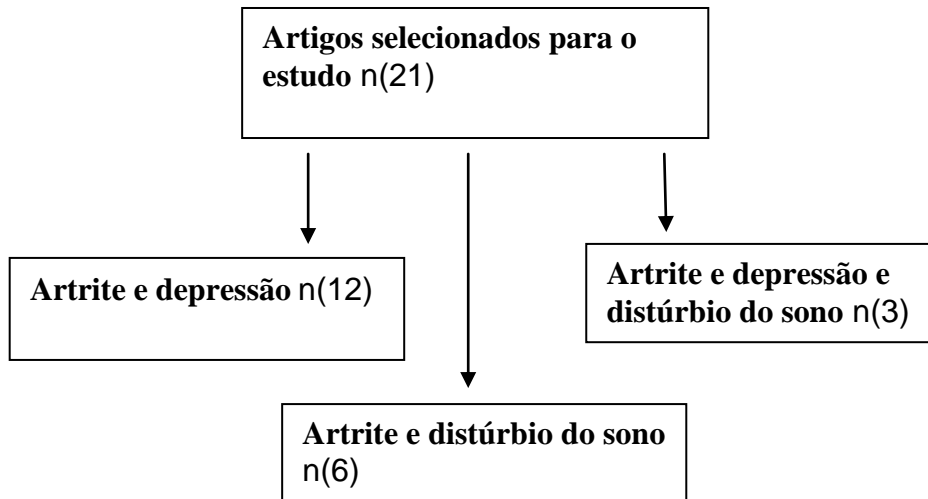 Artigos selecionados para o
estudo n(21)
Artrite e depressão n(12)
Artrite e depressão e
distúrbio do sono n(3)
Artrite e distúrbio do sono
n(6)